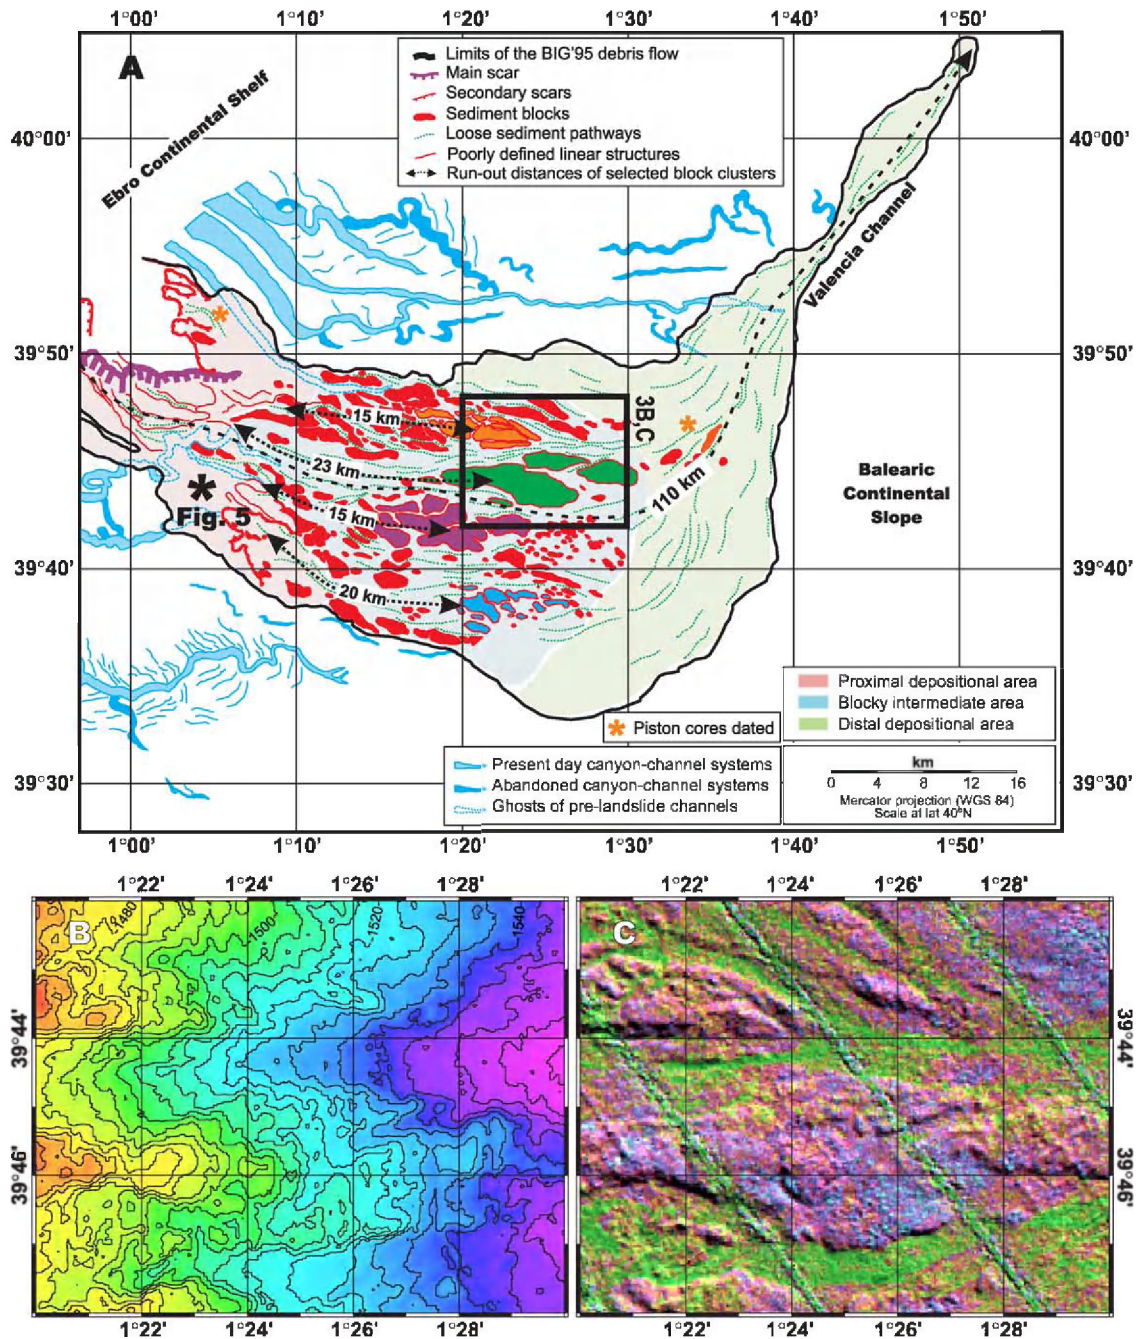 1°00' 1°10' 1°20' 1°30' 1°40' 1°50'
A
Limits of the BIG'95 debris flow
Main scar
Secondary scars
Sediment blocks
Loose sediment pathways
Poorly defined linear structures
Run-out distances of selected block clusters
Ebro Continental Shelf
40°00' 40°00'
Valencia Channel
39°50' 39°50'
3B,C
15 km
23 km
110 km
Balearic
Continental
Slope
Fig. 5
15 km
39°40' 39°40'
20 km
Proximal depositional area
Blocky intermediate area
Distal depositional area
Piston cores dated
Present day canyon-channel systems
Abandoned canyon-channel systems
Ghosts of pre-landslide channels
km
0 4 8 12 16
Mercator projection (WGS 84)
Scale at lat 40°N
39°30' 39°30'
1°00' 1°10' 1°20' 1°30' 1°40' 1°50'
1°22' 1°24' 1°26' 1°28' 1°22' 1°24' 1°26' 1°28'
B
-1480
-1500
-1520
-1540
C
39°44' 39°44'
39°46' 39°46'
1°22' 1°24' 1°26' 1°28' 1°22' 1°24' 1°26' 1°28'